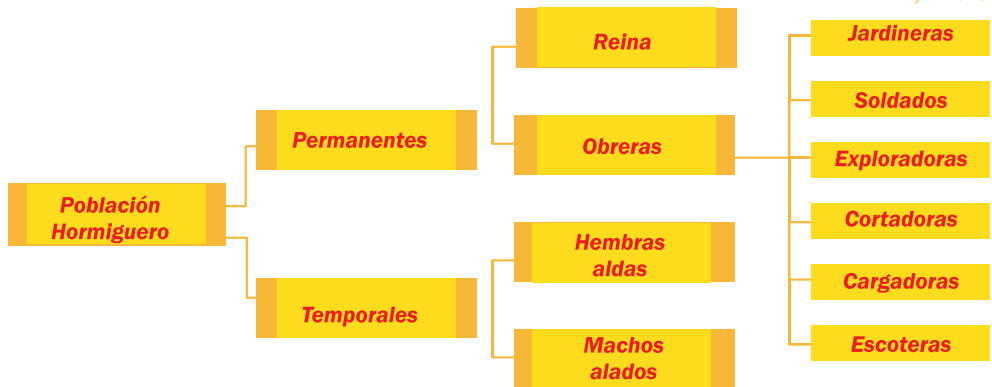 Población
Hormiguero
Permanentes
Temporales
Reina
Obreras
Hembras
aldas
Machos
alados
Jardineras
Soldados
Exploradoras
Cortadoras
Cargadoras
Escoteras